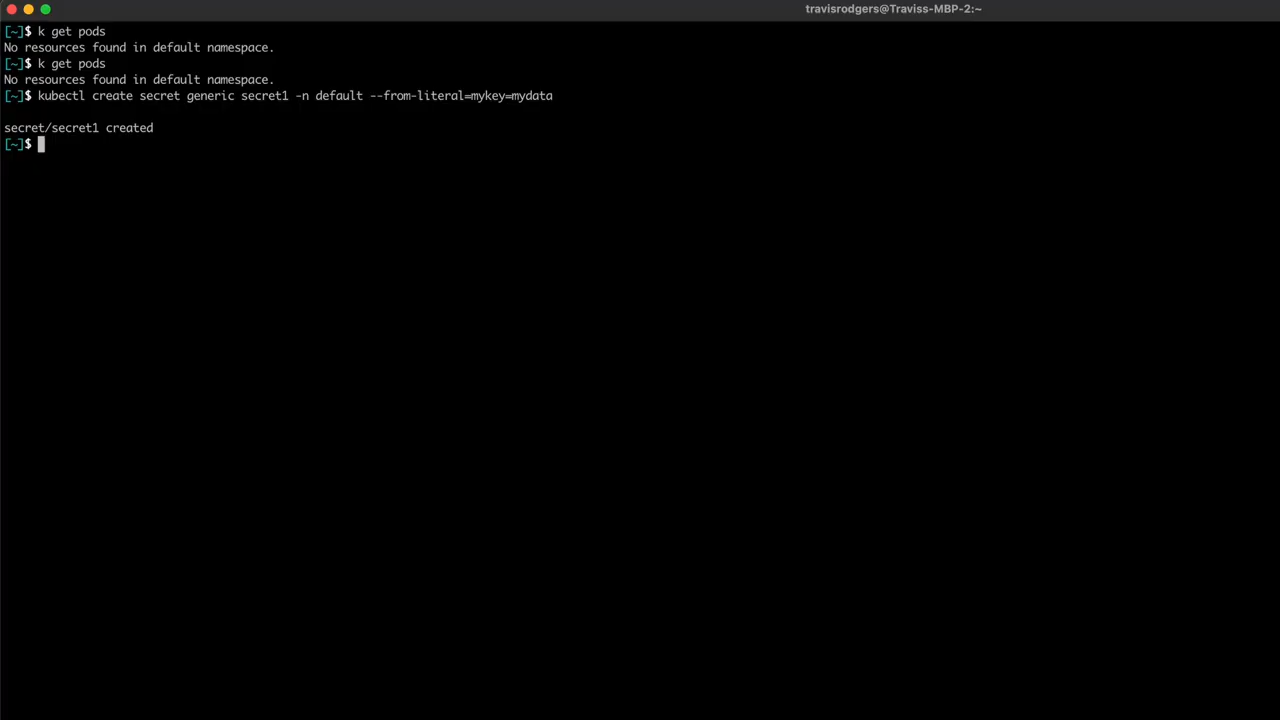 travisrodgers@Traviss-MBP-2:~
[~]$ k get pods
No resources found in default namespace.
[~]$ k get pods
No resources found in default namespace.
[~]$ kubectl create secret generic secret1 -n default --from-literal=mykey=mydata
secret/secret1 created
[~]$